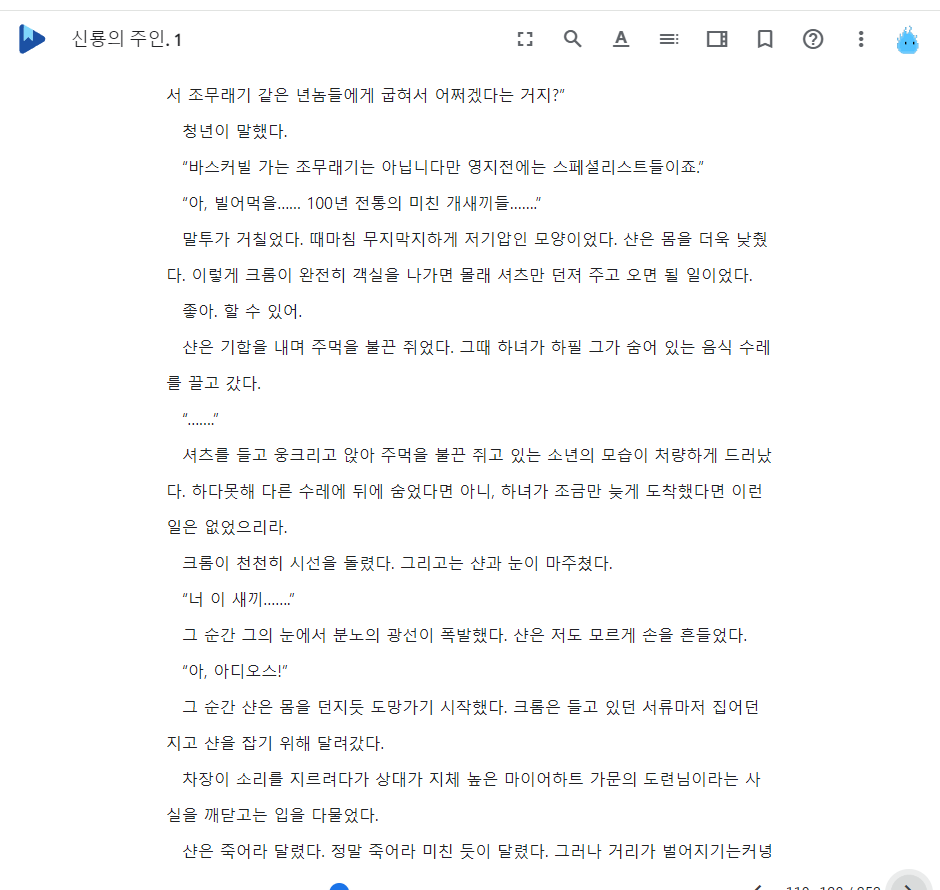 신룡의 주인. 1
서 조무래기 같은 년놈들에게 굽혀서 어쩌겠다는 거지?”
청년이 말했다.
“바스커빌 가는 조무래기는 아닙니다만 영지전에는 스페셜리스트들이죠.”
“아, 빌어먹을…… 100년 전통의 미친 개새끼들…….”
말투가 거칠었다. 때마침 무지막지하게 저기압인 모양이었다. 샨은 몸을 더욱 낮췄
다. 이렇게 크롬이 완전히 객실을 나가면 몰래 셔츠만 던져 주고 오면 될 일이었다.
좋아. 할 수 있어.
샨은 기합을 내며 주먹을 불끈 쥐었다. 그때 하녀가 하필 그가 숨어 있는 음식 수레
를 끌고 갔다.
“…….”
셔츠를 들고 웅크리고 앉아 주먹을 불끈 쥐고 있는 소년의 모습이 처량하게 드러났
다. 하다못해 다른 수레에 뒤에 숨었다면 아니, 하녀가 조금만 늦게 도착했다면 이런
일은 없었으리라.
크롬이 천천히 시선을 돌렸다. 그리고는 샨과 눈이 마주쳤다.
“너 이 새끼…….”
그 순간 그의 눈에서 분노의 광선이 폭발했다. 샨은 저도 모르게 손을 흔들었다.
“아, 아디오스!”
그 순간 샨은 몸을 던지듯 도망가기 시작했다. 크롬은 들고 있던 서류마저 집어던
지고 샨을 잡기 위해 달려갔다.
차장이 소리를 지르려다가 상대가 지체 높은 마이어하트 가문의 도련님이라는 사
실을 깨닫고는 입을 다물었다.
샨은 죽어라 달렸다. 정말 죽어라 미친 듯이 달렸다. 그러나 거리가 벌어지기는커녕